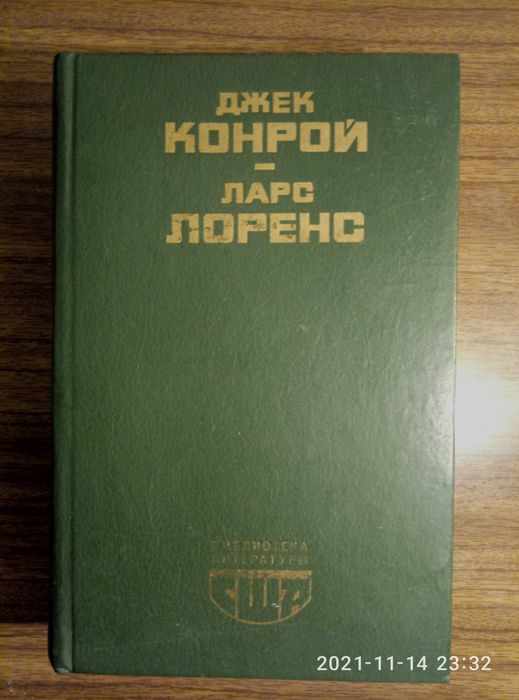 ДЖЕК
КОНРОЙ
–
ЛАРС
ЛОРЕНС
БИБЛИОТЕКА
ЛИТЕРАТУРЫ
США
2021-11-14 23:32